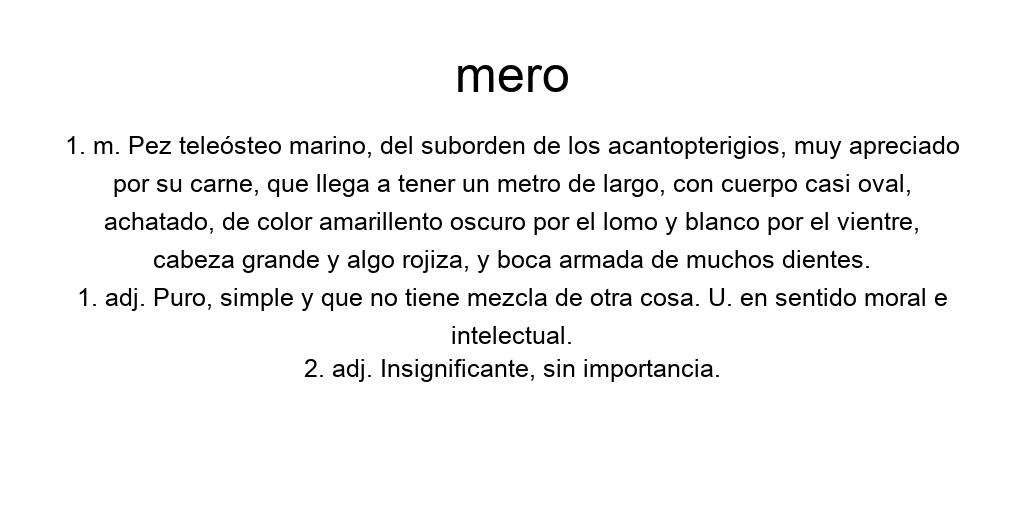 mero
1. m. Pez teleósteo marino, del suborden de los acantopterigios, muy apreciado
por su carne, que llega a tener un metro de largo, con cuerpo casi oval,
achatado, de color amarillento oscuro por el lomo y blanco por el vientre,
cabeza grande y algo rojiza, y boca armada de muchos dientes.
1. adj. Puro, simple y que no tiene mezcla de otra cosa. U. en sentido moral e
intelectual.
2. adj. Insignificante, sin importancia.